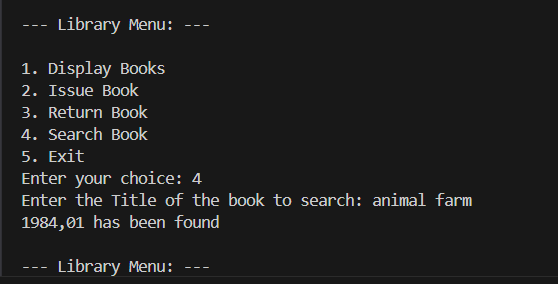 --- Library Menu: ---
1. Display Books
2. Issue Book
3. Return Book
4. Search Book
5. Exit
Enter your choice: 4
Enter the Title of the book to search: animal farm
1984,01 has been found
--- Library Menu: ---